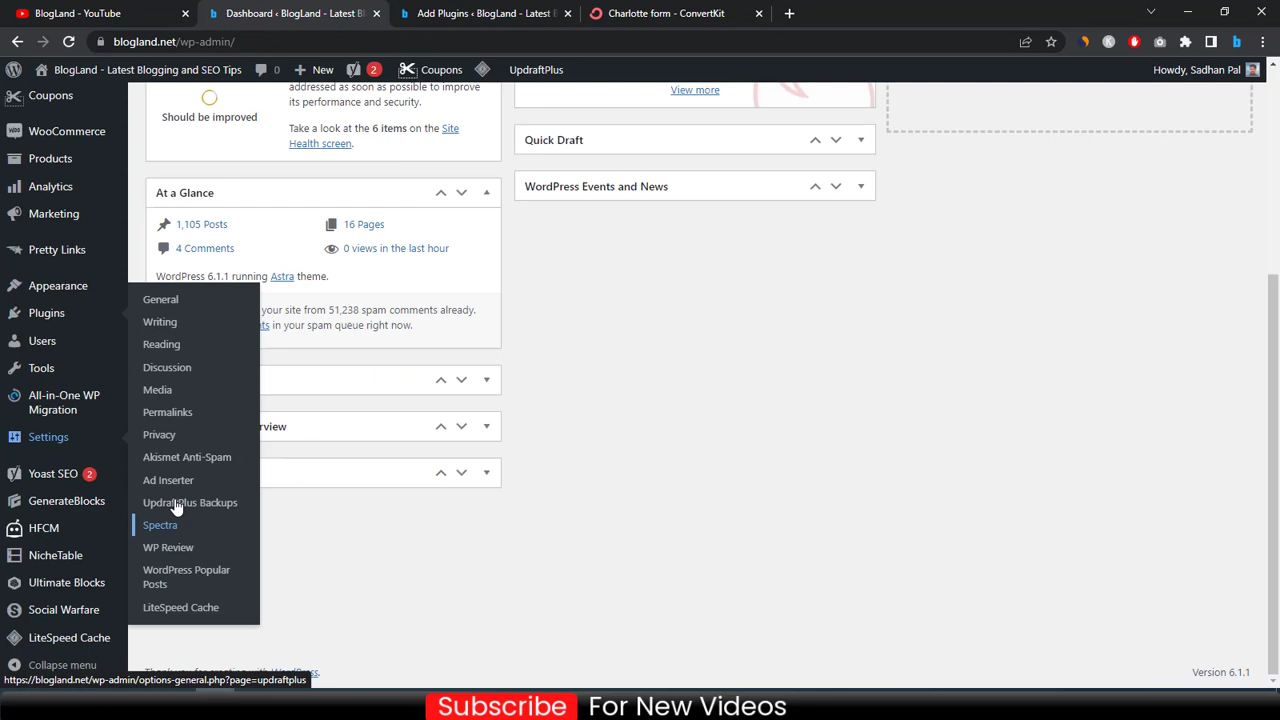 BlogLand - YouTube
Dashboard ‹ BlogLand - Latest Bl
Add Plugins ‹ BlogLand - Latest B
Charlotte form - ConvertKit
blogland.net/wp-admin/
BlogLand - Latest Blogging and SEO Tips
0
New
2
Coupons
UpdraftPlus
Howdy, Sadhan Pal
Coupons
WooCommerce
Products
Analytics
Marketing
Pretty Links
Appearance
Plugins
Users
Tools
All-in-One WP
Migration
Settings
Yoast SEO 2
GenerateBlocks
HFCM
NicheTable
Ultimate Blocks
Social Warfare
LiteSpeed Cache
Collapse menu
General
Writing
Reading
Discussion
Media
Permalinks
Privacy
Akismet Anti-Spam
Ad Inserter
UpdraftPlus Backups
Spectra
WP Review
WordPress Popular
Posts
LiteSpeed Cache
Should be improved
addressed as soon as possible to improve
its performance and security.
Take a look at the 6 items on the Site
Health screen.
At a Glance
1,105 Posts
16 Pages
4 Comments
0 views in the last hour
WordPress 6.1.1 running Astra theme.
your site from 51,238 spam comments already.
in your spam queue right now.
View more
Quick Draft
WordPress Events and News
Version 6.1.1
https://blogland.net/wp-admin/options-general.php?page=updraftplus
Subscribe For New Videos